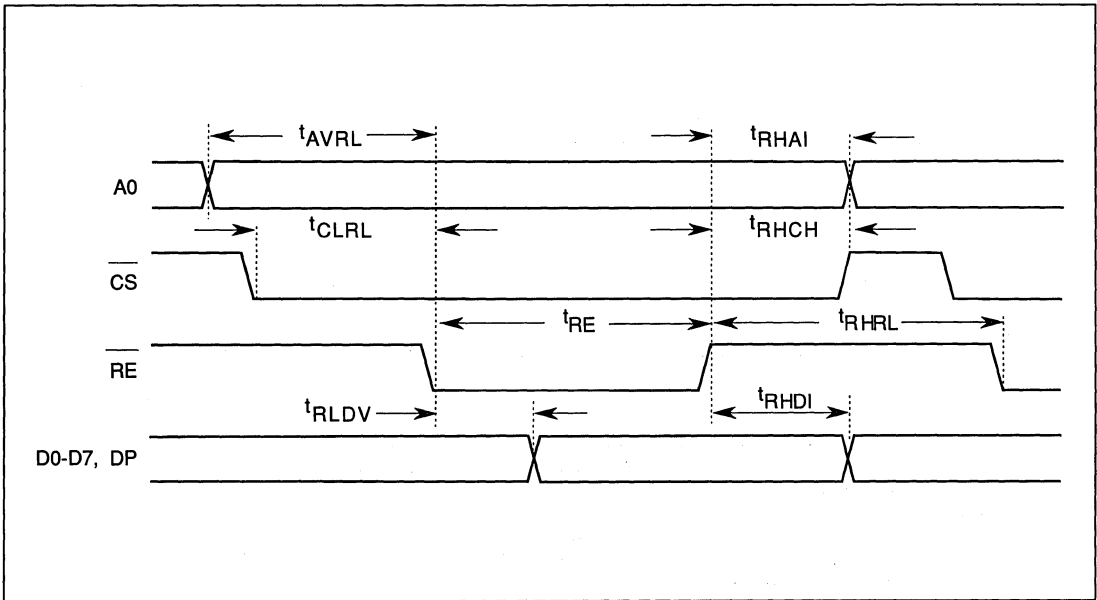 tAVRL tRHAI
A0
tCLRL tRHCH
CS
tRE tRHRL
RE
tRLDV tRHDI
D0-D7, DP